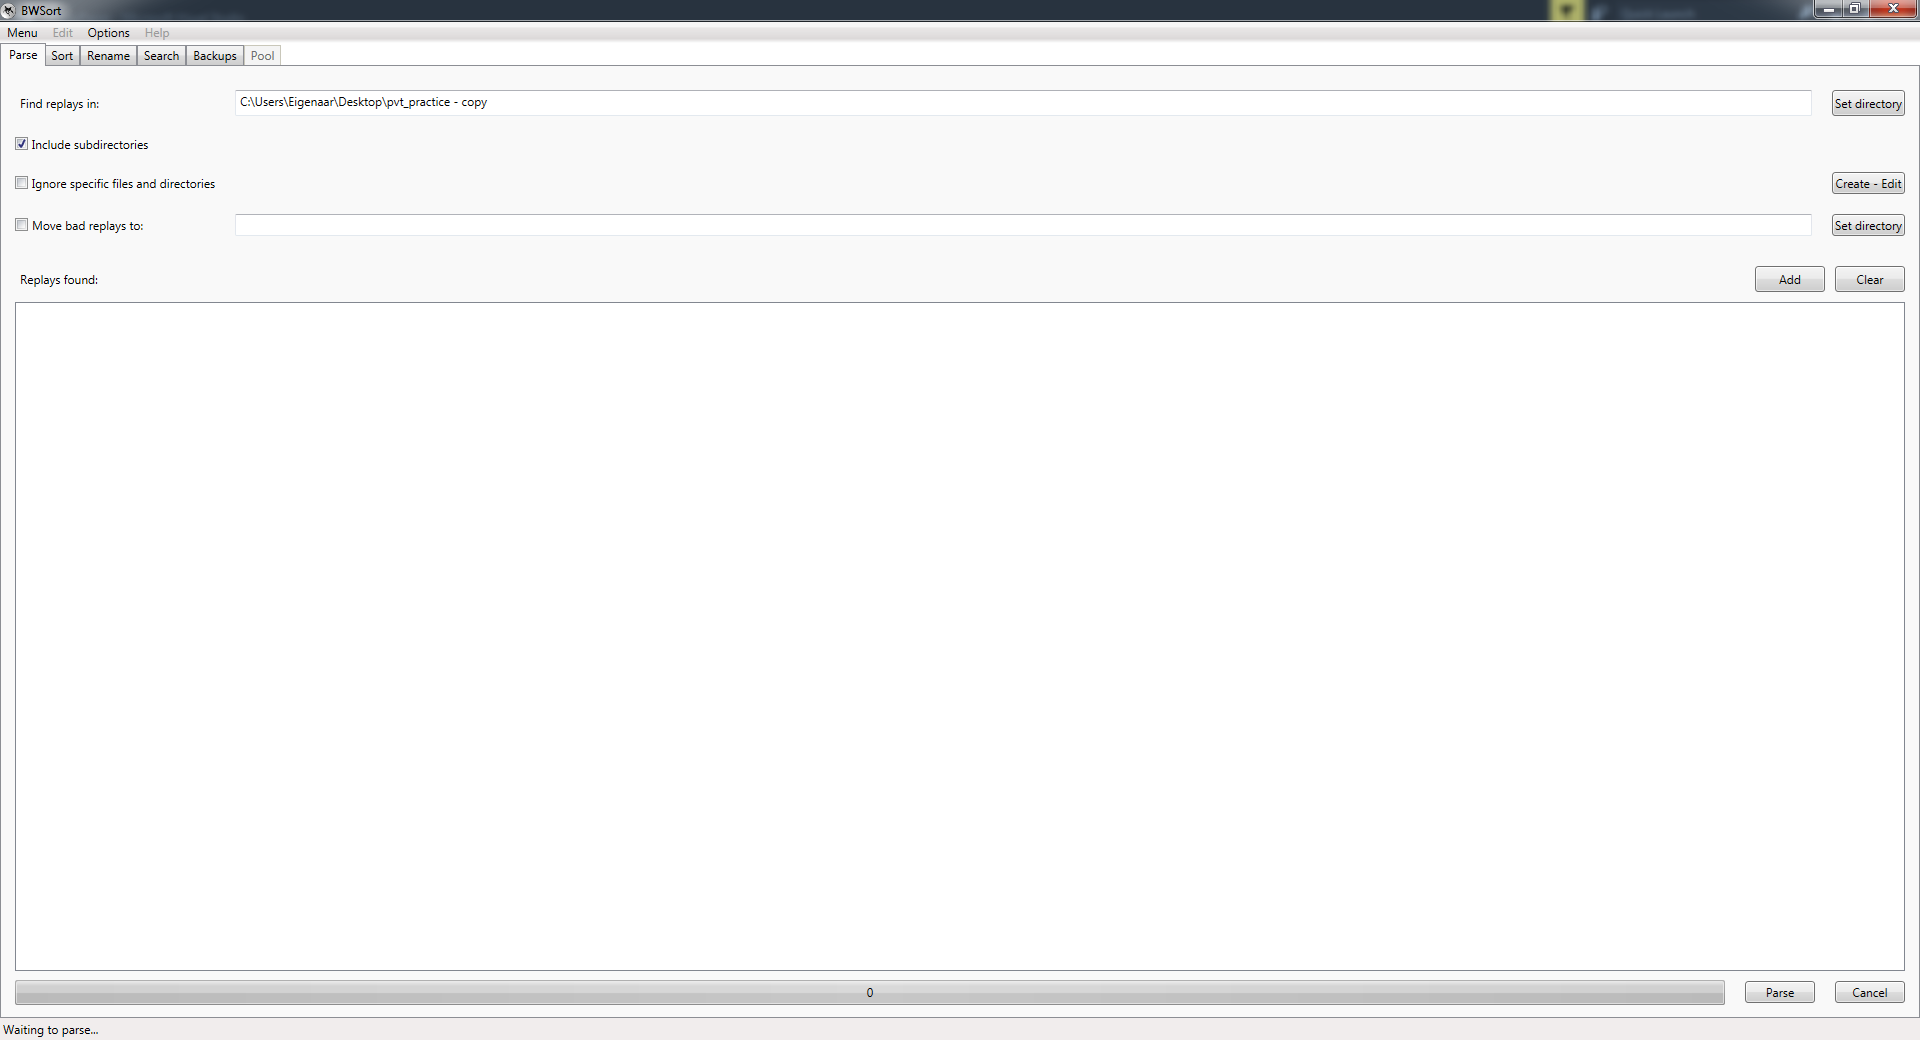 BWSort
Menu Edit Options Help
Parse Sort Rename Search Backups Pool
Find replays in: C:\Users\Eigenaar\Desktop\pvt_practice - copy Set directory
Include subdirectories
Ignore specific files and directories Create - Edit
Move bad replays to: Set directory
Replays found: Add Clear
0 Parse Cancel
Waiting to parse...